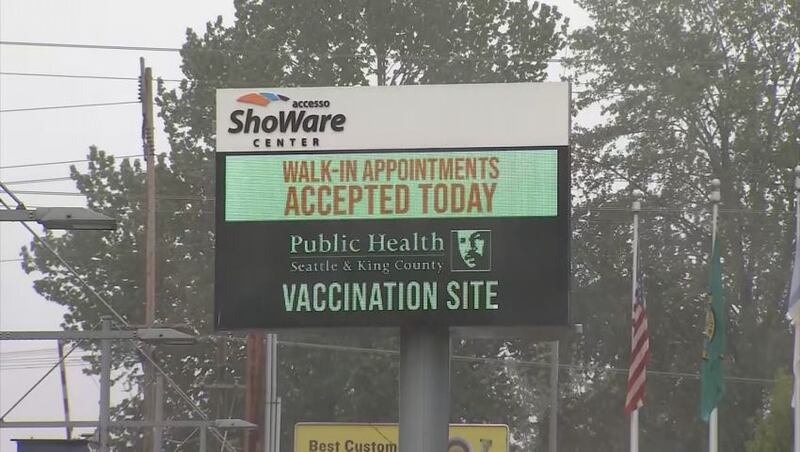 accesso
ShoWare
CENTER
WALK-IN APPOINTMENTS
ACCEPTED TODAY
Public Health
Seattle & King County
VACCINATION SITE
Best Custom